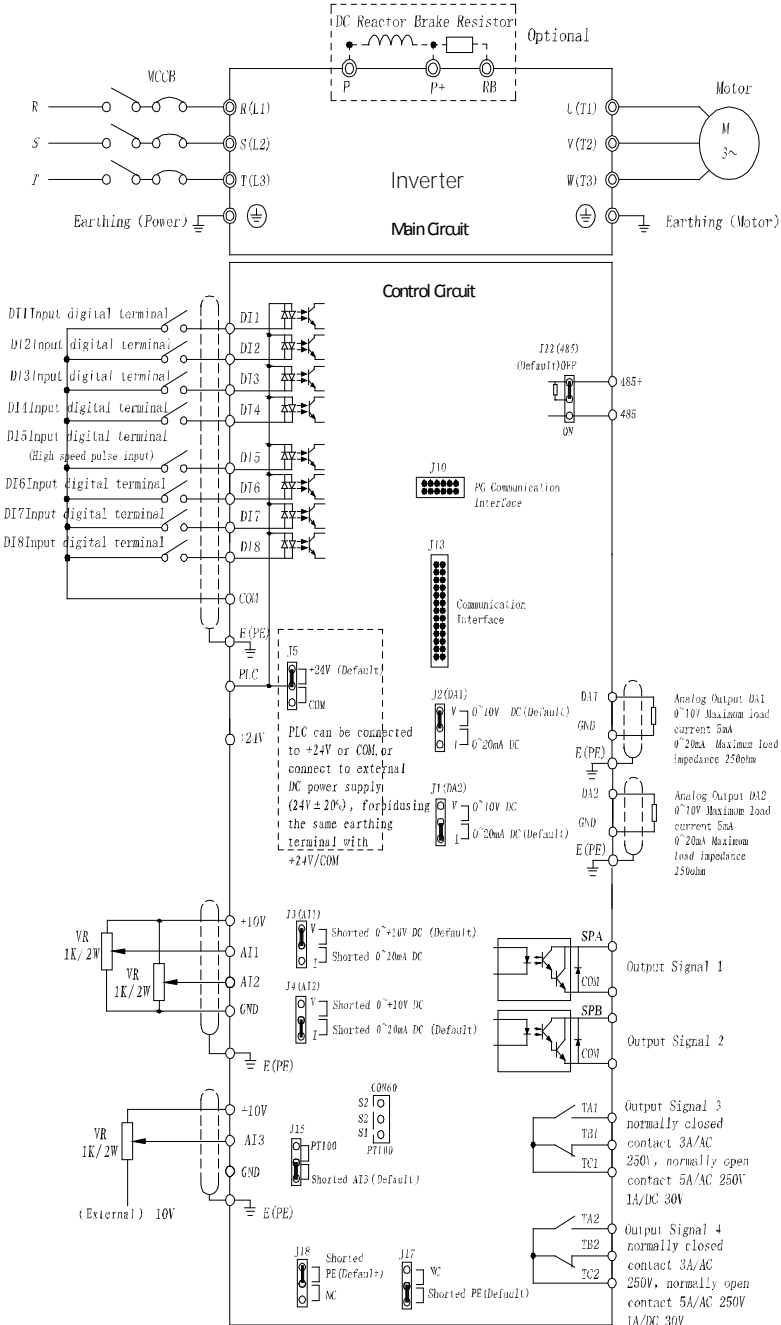 DC Reactor Brake Resistor
Optional
P
P+
RB
MCCB
Motor
R
R(L1)
U(T1)
S
S(L2)
V(T2)
M
3~
T
T(L3)
W(T3)
Inverter
Earthing (Power)
Earthing (Motor)
Main Circuit
Control Circuit
DI1Input digital terminal
DI1
DI2Input digital terminal
DI2
DI3Input digital terminal
DI3
DI4Input digital terminal
DI4
DI5Input digital terminal
(High speed pulse input)
DI5
DI6Input digital terminal
DI6
DI7Input digital terminal
DI7
DI8Input digital terminal
DI8
COM
E(PE)
J22(485)
(Default)OFF
485+
485
ON
J10
PG Communication
Interface
J13
Communication
Interface
PLC
+24V
J5
+24V (Default)
COM
PLC can be connected
to +24V or COM,or
connect to external
DC power supply
(24V±20%), forbidusing
the same earthing
terminal with
+24V/COM
J2(DA1)
V
0~10V DC(Default)
I
0~20mA DC
J1(DA2)
V
0~10V DC
I
0~20mA DC(Default)
DA1
GND
E(PE)
Analog Output DA1
0~10V Maximum load
current 5mA
0~20mA Maximum load
impedance 250ohm
DA2
GND
E(PE)
Analog Output DA2
0~10V Maximum load
current 5mA
0~20mA Maximum
load impedance
250ohm
VR
1K/2W
VR
1K/2W
+10V
AI1
AI2
GND
E(PE)
J3(AI1)
V
Shorted 0~+10V DC (Default)
I
Shorted 0~20mA DC
J4(AI2)
V
Shorted 0~+10V DC
I
Shorted 0~20mA DC (Default)
SPA
COM
Output Signal 1
SPB
COM
Output Signal 2
VR
1K/2W
(External) 10V
+10V
AI3
GND
E(PE)
CON60
S2
S2
S1
PT100
J15
PT100
Shorted AI3(Default)
TA1
TB1
TC1
Output Signal 3
normally closed
contact 3A/AC
250V, normally open
contact 5A/AC 250V
1A/DC 30V
J18
Shorted
PE(Default)
NC
J17
NC
Shorted PE(Default)
TA2
TB2
TC2
Output Signal 4
normally closed
contact 3A/AC
250V, normally open
contact 5A/AC 250V
1A/DC 30V